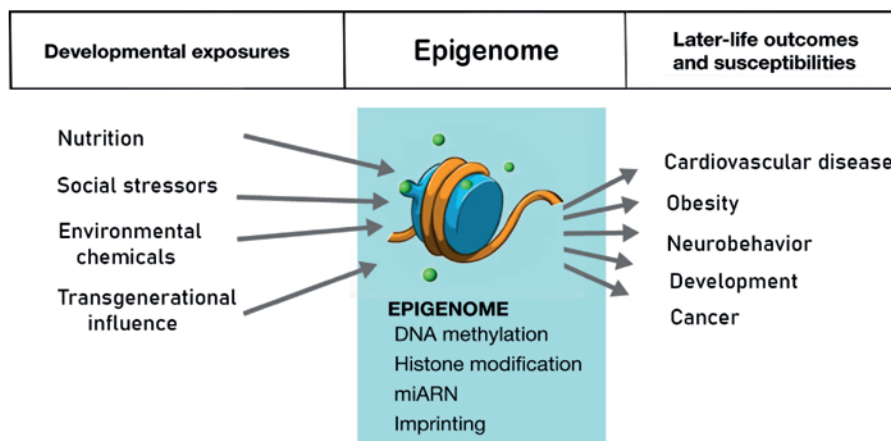 Developmental exposures
Epigenome
Later-life outcomes
and susceptibilities
Nutrition
Social stressors
Environmental
chemicals
Transgenerational
influence
EPIGENOME
DNA methylation
Histone modification
miARN
Imprinting
Cardiovascular disease
Obesity
Neurobehavior
Development
Cancer